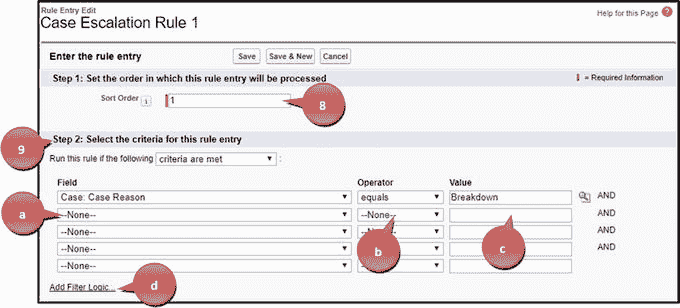 Rule Entry Edit
Case Escalation Rule 1
Help for this Page ?
Enter the rule entry Save Save & New Cancel
Step 1: Set the order in which this rule entry will be processed
= Required Information
Sort Order i 1
8
9
Step 2: Select the criteria for this rule entry
Run this rule if the following criteria are met :
Field Operator Value
Case: Case Reason equals Breakdown AND
a --None-- --None-- AND
--None-- --None-- AND
b c
--None-- --None-- AND
--None-- --None--
Add Filter Logic...
d